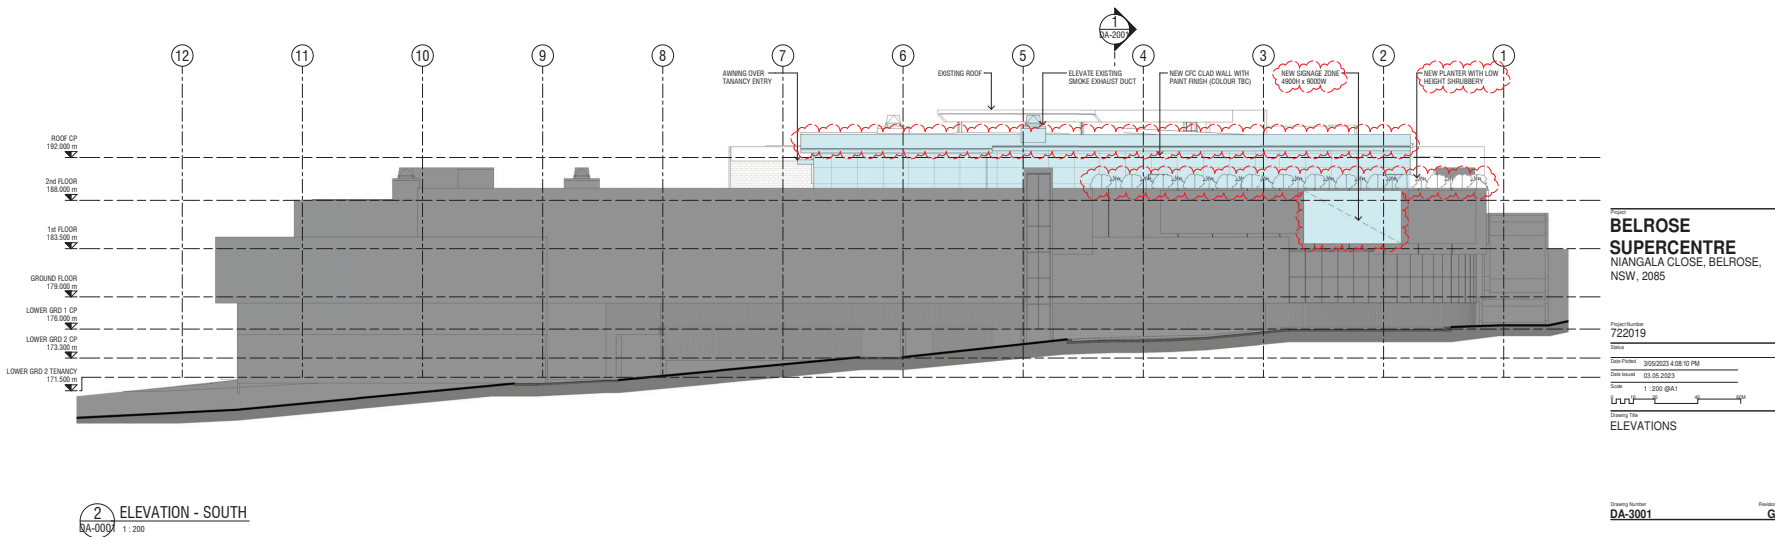 1
DA-2001
12
11
10
9
8
7
6
5
4
3
2
1
AWNING OVER
TANANCY ENTRY
EXISTING ROOF
ELEVATE EXISTING
SMOKE EXHAUST DUCT
NEW CFC CLAD WALL WITH
PAINT FINISH (COLOUR TBC)
NEW SIGNAGE ZONE
4900H x 9000W
NEW PLANTER WITH LOW
HEIGHT SHRUBBERY
ROOF CP
192.000 m
2nd FLOOR
188.000 m
1st FLOOR
183.500 m
GROUND FLOOR
179.000 m
LOWER GRD 1 CP
176.000 m
LOWER GRD 2 CP
173.300 m
LOWER GRD 2 TENANCY
171.500 m
Project
BELROSE
SUPERCENTRE
NIANGALA CLOSE, BELROSE,
NSW, 2085
Project Number
722019
Status
Date Plotted 3/05/2023 4:08:10 PM
Date Issued 03.05.2023
Scale 1 : 200 @A1
Drawing Title
ELEVATIONS
2
DA-0001
ELEVATION - SOUTH
1 : 200
Drawing Number
DA-3001
Revision
G